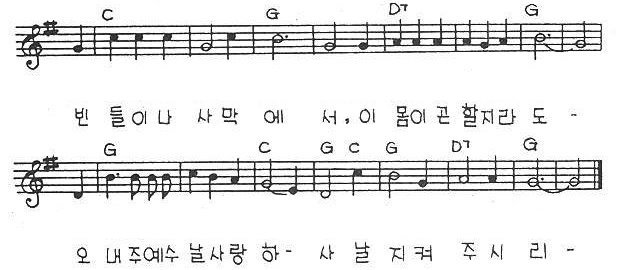 C G D7 G
빈 들이나 사막 에 서, 이 몸이 곤 할지라 도 -
G C G C G D7 G
오 내 주예수 날사랑 하 - 사 날 지켜 주 시 리 -